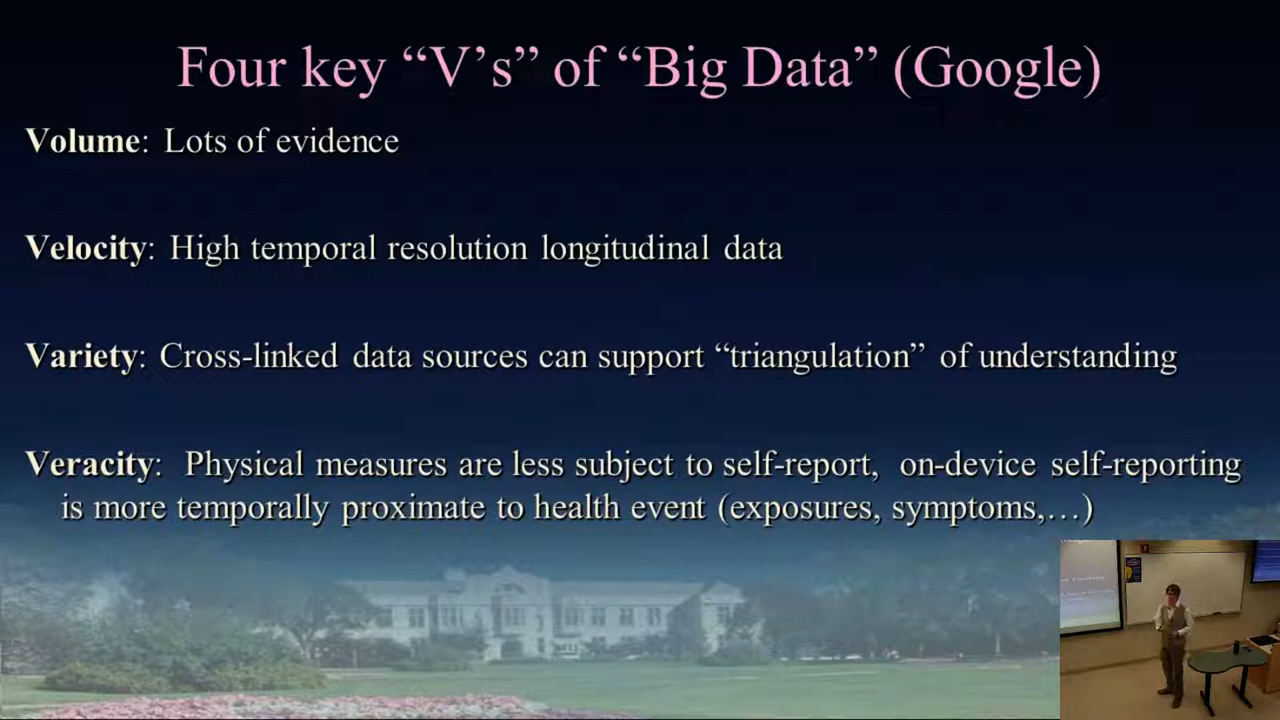 Four key “V’s” of “Big Data” (Google)
Volume: Lots of evidence
Velocity: High temporal resolution longitudinal data
Variety: Cross-linked data sources can support “triangulation” of understanding
Veracity: Physical measures are less subject to self-report, on-device self-reporting
is more temporally proximate to health event (exposures, symptoms,…)